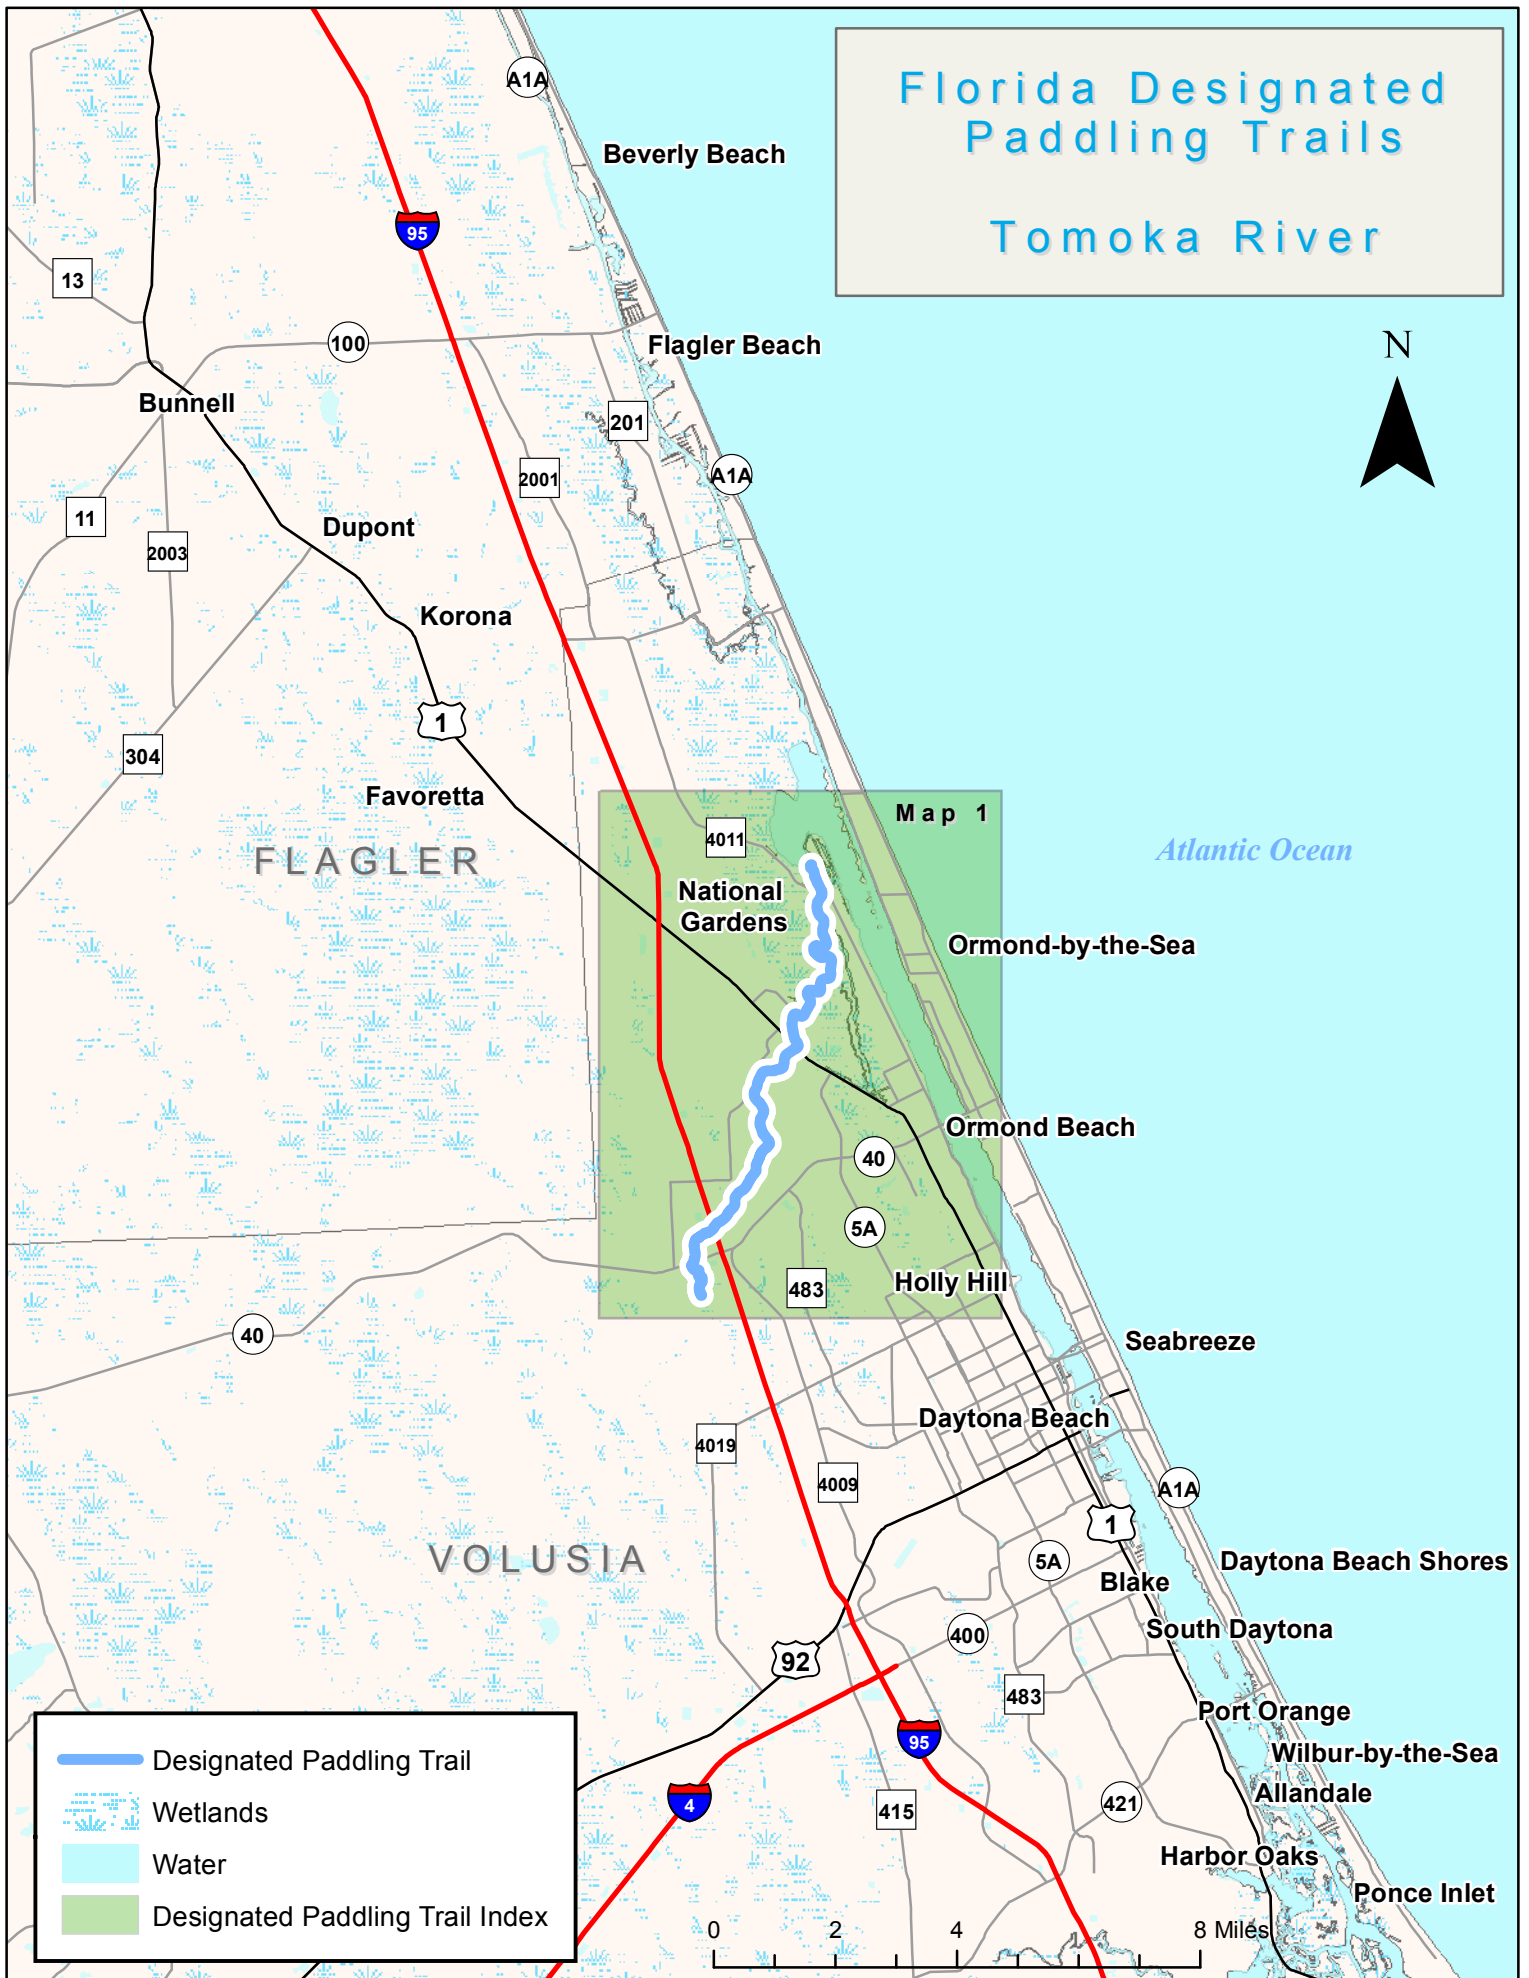 Florida Designated
Paddling Trails
Tomoka River
N
A1A
Beverly Beach
95
13
100
Flagler Beach
Bunnell
201
A1A
2001
11
Dupont
2003
Korona
1
304
Favoretta
Map 1
4011
Atlantic Ocean
FLAGLER
National
Gardens
Ormond-by-the-Sea
Ormond Beach
40
5A
Holly Hill
483
40
Seabreeze
Daytona Beach
4019
4009
A1A
1
VOLUSIA
5A
Daytona Beach Shores
Blake
400
South Daytona
92
483
Port Orange
95
Wilbur-by-the-Sea
Allandale
4
415
421
Harbor Oaks
Ponce Inlet
Designated Paddling Trail
Wetlands
Water
Designated Paddling Trail Index
0 2 4 8 Miles